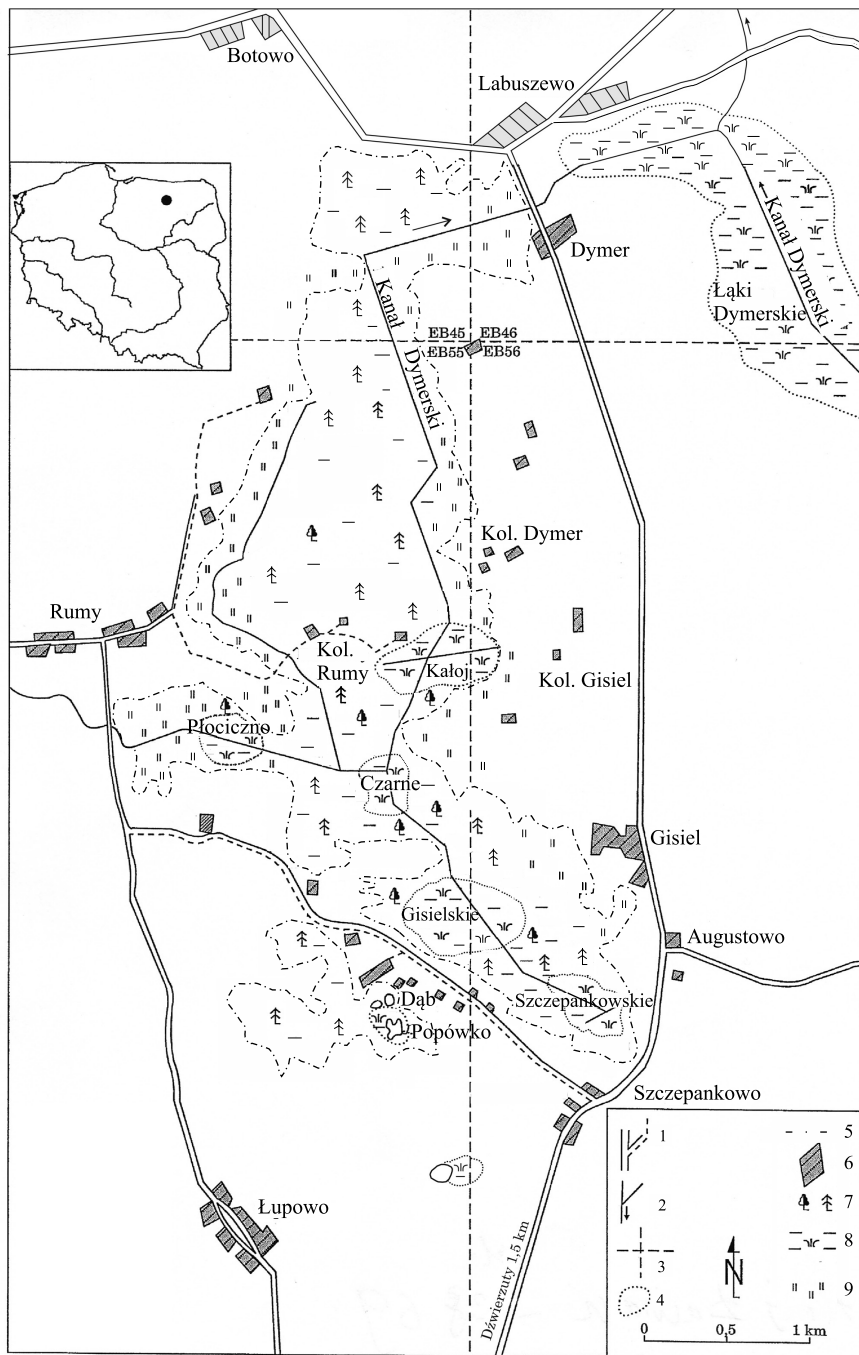 Botowo
Labuszewo
Dymer
Kanał Dymerski
Łąki
Dymerskie
Kanał
Dymerski
EB45 EB46
EB55 EB56
Kol. Dymer
Rumy
Kol.
Rumy
Kałoj
Kol. Gisiel
Płociczno
Czarne
Gisiel
Gisielskie
Augustowo
Szczepankowskie
Dąb
Popówko
Szczepankowo
Łupowo
Dźwierzuty 1,5 km
1
2
3
4
5
6
7
8
9
N
0 0,5 1 km